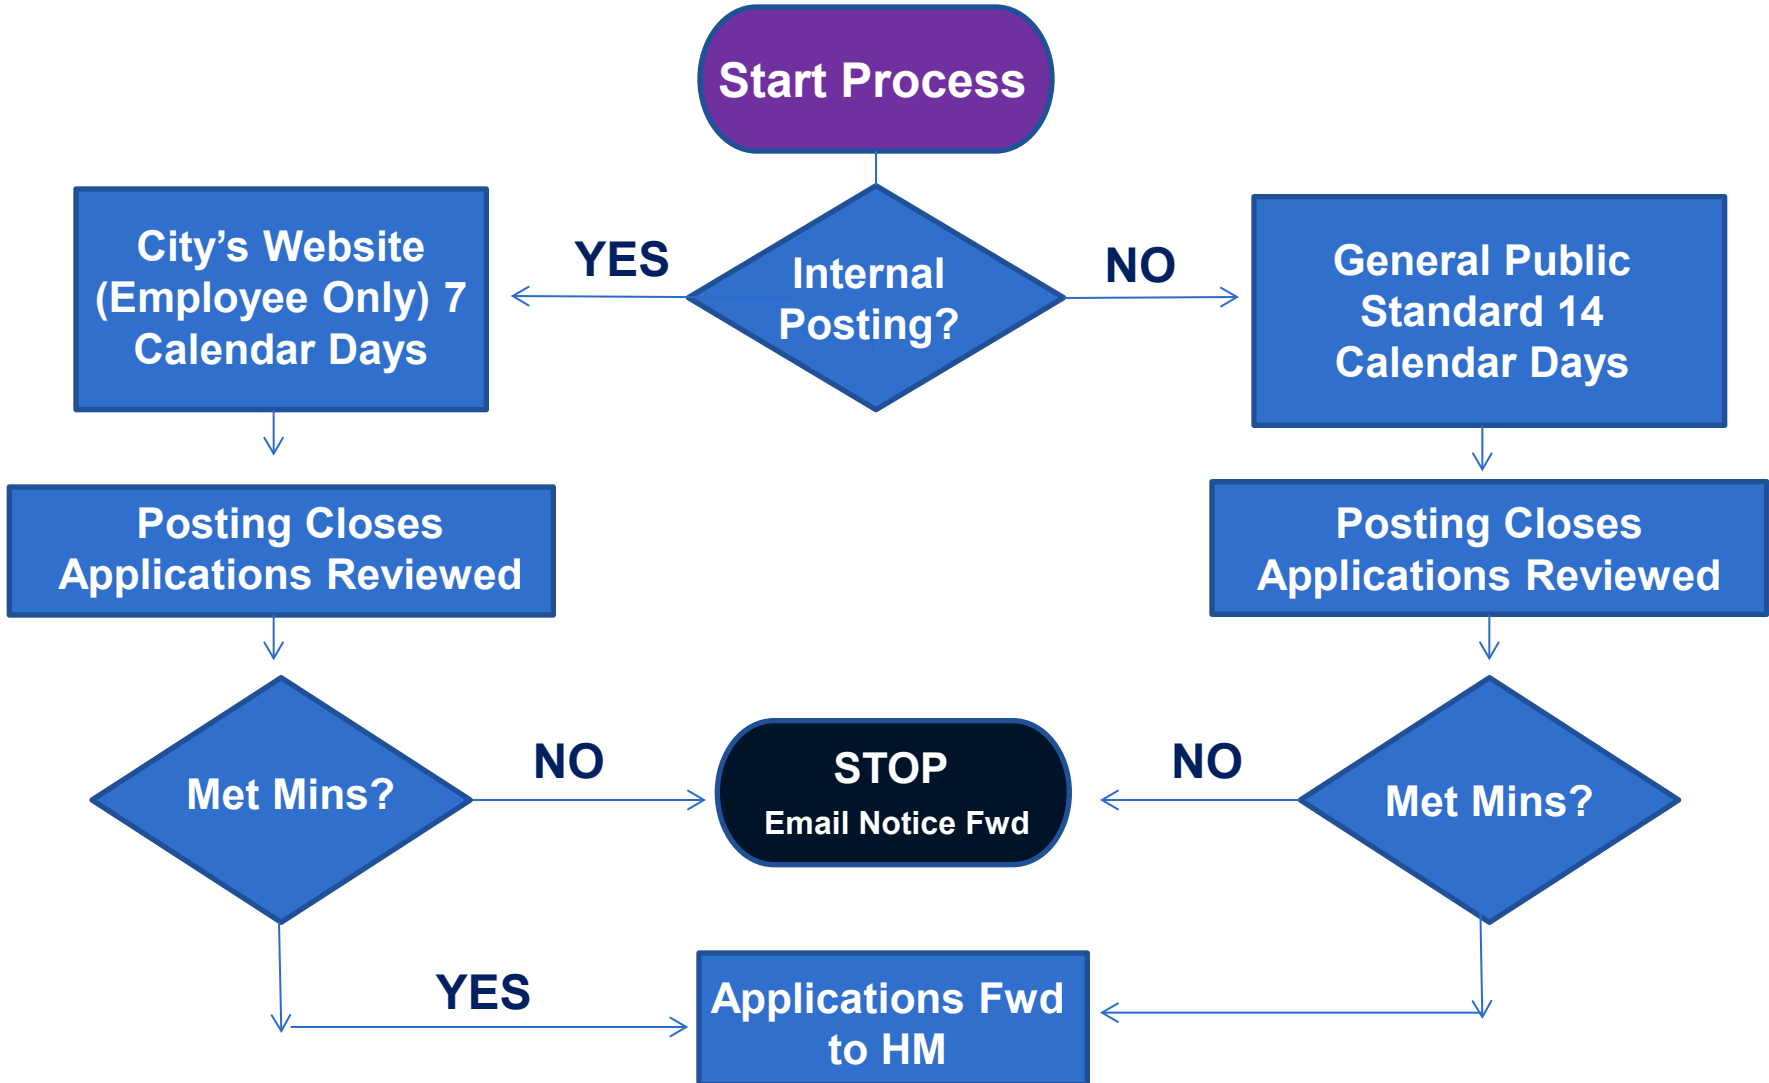 Start Process
City’s Website
(Employee Only) 7
Calendar Days
YES
Internal
Posting?
NO
General Public
Standard 14
Calendar Days
Posting Closes
Applications Reviewed
Posting Closes
Applications Reviewed
Met Mins?
NO
STOP
Email Notice Fwd
NO
Met Mins?
YES
Applications Fwd
to HM